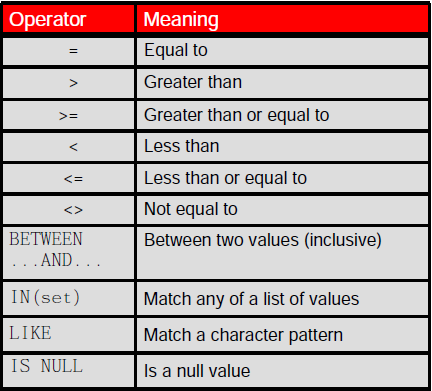 Operator Meaning
= Equal to
> Greater than
>= Greater than or equal to
< Less than
<= Less than or equal to
<> Not equal to
BETWEEN Between two values (inclusive)
...AND...
IN(set) Match any of a list of values
LIKE Match a character pattern
IS NULL Is a null value